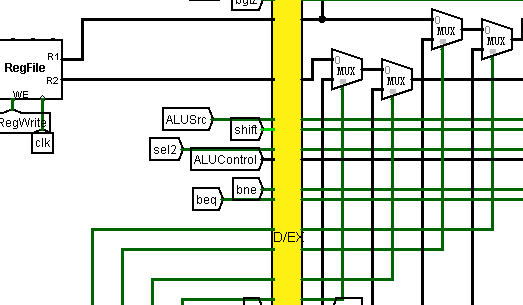 bgtz
0
MUX
0
MUX
R1
RegFile
R2
WE
0
MUX
0
MUX
RegWrite
clk
ALUSrc
shift
sel2
ALUControl
bne
beq
D/EX